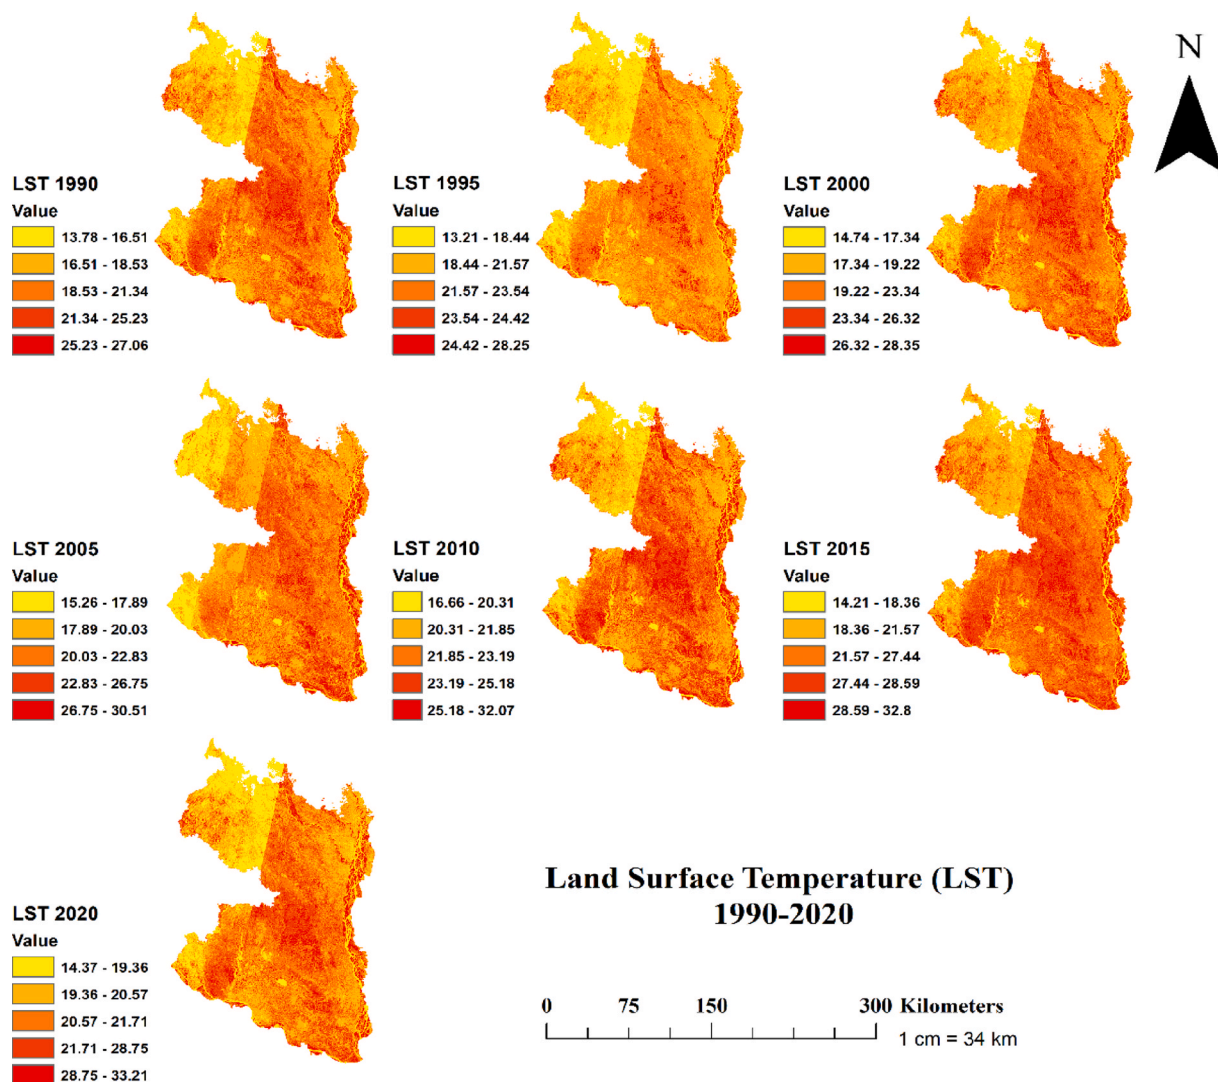 N
LST 1990
Value
13.78 - 16.51
16.51 - 18.53
18.53 - 21.34
21.34 - 25.23
25.23 - 27.06
LST 1995
Value
13.21 - 18.44
18.44 - 21.57
21.57 - 23.54
23.54 - 24.42
24.42 - 28.25
LST 2000
Value
14.74 - 17.34
17.34 - 19.22
19.22 - 23.34
23.34 - 26.32
26.32 - 28.35
LST 2005
Value
15.26 - 17.89
17.89 - 20.03
20.03 - 22.83
22.83 - 26.75
26.75 - 30.51
LST 2010
Value
16.66 - 20.31
20.31 - 21.85
21.85 - 23.19
23.19 - 25.18
25.18 - 32.07
LST 2015
Value
14.21 - 18.36
18.36 - 21.57
21.57 - 27.44
27.44 - 28.59
28.59 - 32.8
LST 2020
Value
14.37 - 19.36
19.36 - 20.57
20.57 - 21.71
21.71 - 28.75
28.75 - 33.21
Land Surface Temperature (LST)
1990-2020
0 75 150 300 Kilometers
1 cm = 34 km